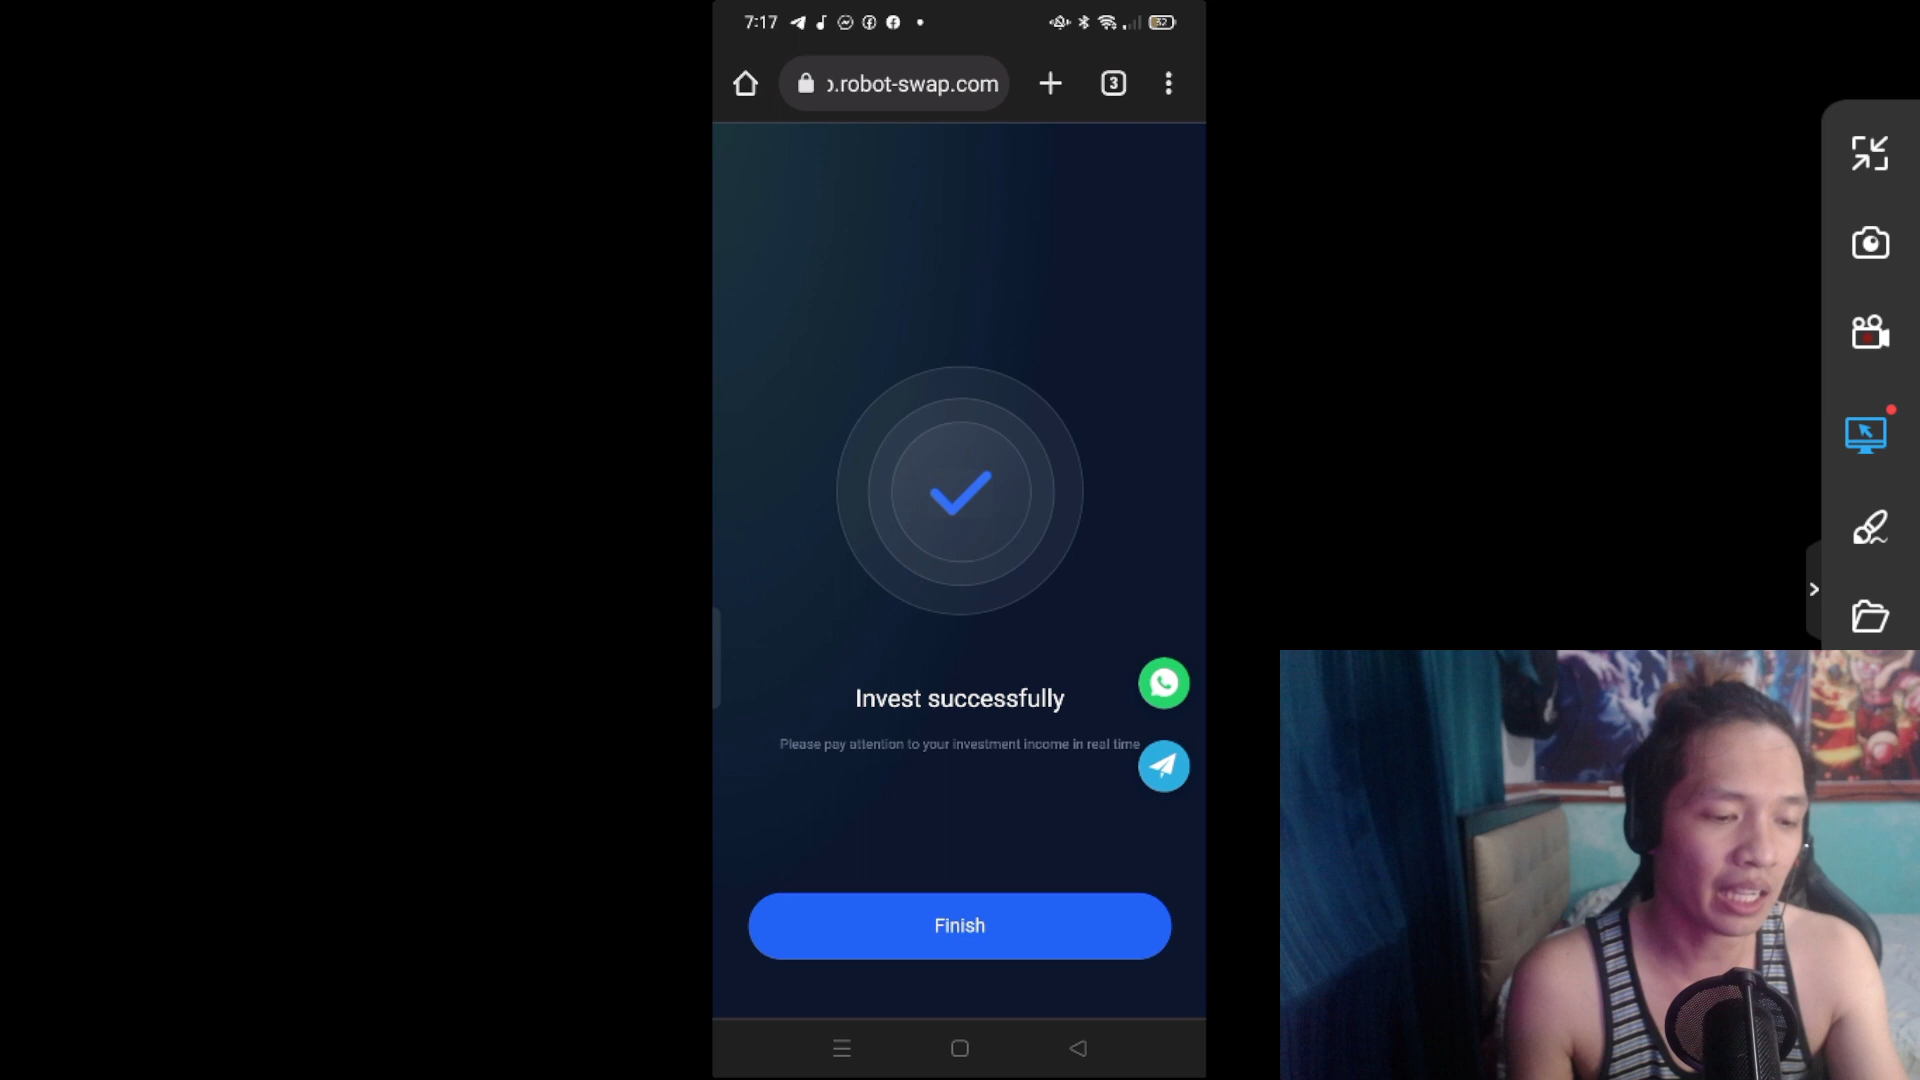 7:17
32
ɔ.robot-swap.com
3
Invest successfully
Please pay attention to your investment income in real time
Finish